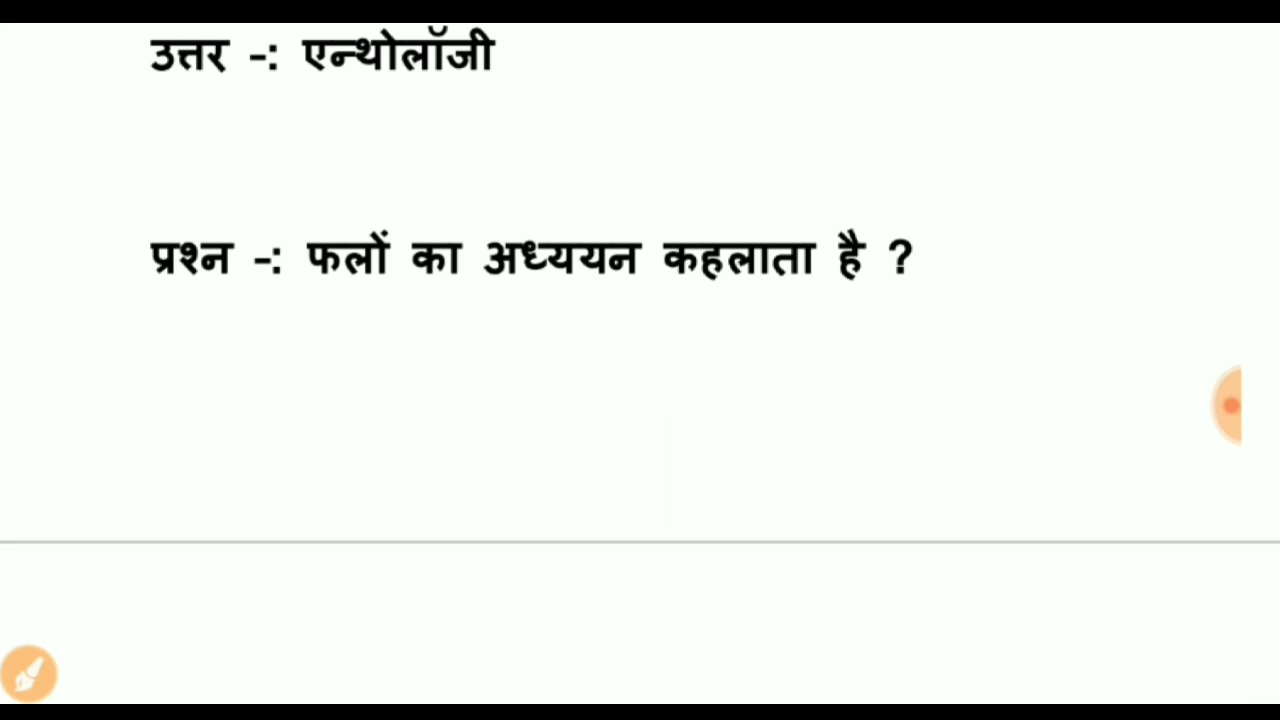 उत्तर -: एन्थोलॉजी
प्रश्न -: फलों का अध्ययन कहलाता है ?